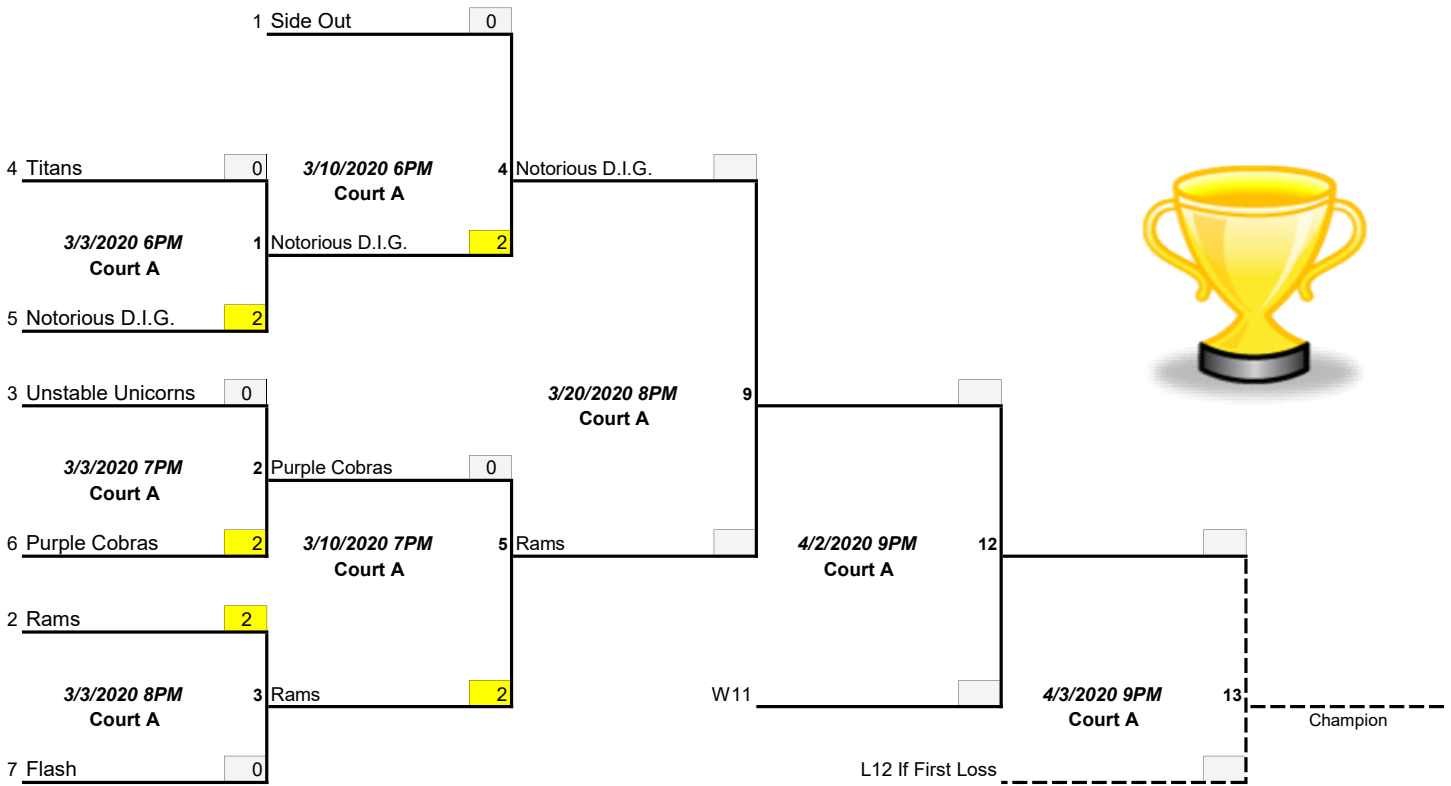 1 Side Out 0
4 Titans 0
3/10/2020 6PM
Court A
4 Notorious D.I.G.
3/3/2020 6PM
Court A
1 Notorious D.I.G. 2
5 Notorious D.I.G. 2
3 Unstable Unicorns 0
3/20/2020 8PM
Court A
9
3/3/2020 7PM
Court A
2 Purple Cobras 0
6 Purple Cobras 2
3/10/2020 7PM
Court A
5 Rams
4/2/2020 9PM
Court A
12
2 Rams 2
3/3/2020 8PM
Court A
3 Rams 2
W11
4/3/2020 9PM
Court A
13
Champion
7 Flash 0
L12 If First Loss